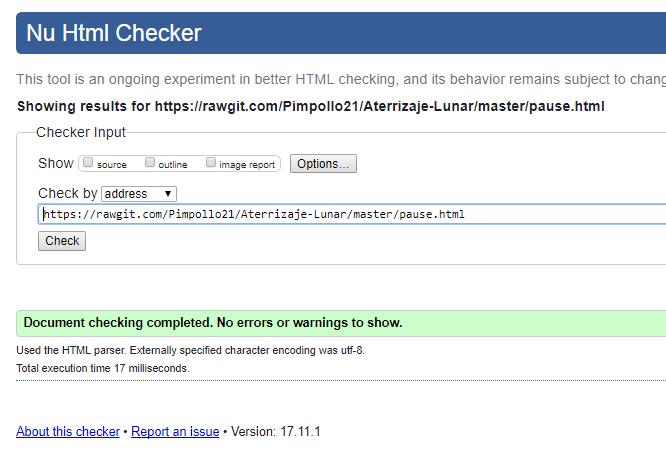 Nu Html Checker
This tool is an ongoing experiment in better HTML checking, and its behavior remains subject to
Showing results for https://rawgit.com/Pimpollo21/Aterrizaje-Lunar/master/pause.html
Checker Input
Show source outline image report Options...
Check by address
https://rawgit.com/Pimpollo21/Aterrizaje-Lunar/master/pause.html
Check
Document checking completed. No errors or warnings to show.
Used the HTML parser. Externally specified character encoding was utf-8.
Total execution time 17 milliseconds.
About this checker • Report an issue • Version: 17.11.1